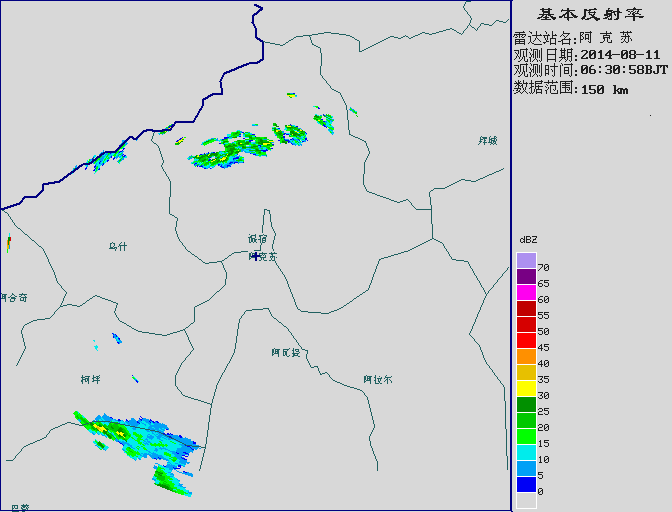 基本反射率
雷达站名:阿 克 苏
观测日期:2014-08-11
观测时间:06:30:58BJT
数据范围:150 km
拜城
dBZ
温宿
阿克苏
乌什
70
65
60
55
50
45
40
35
30
25
20
15
10
5
0
阿合奇
阿瓦提
柯坪
阿拉尔
巴楚